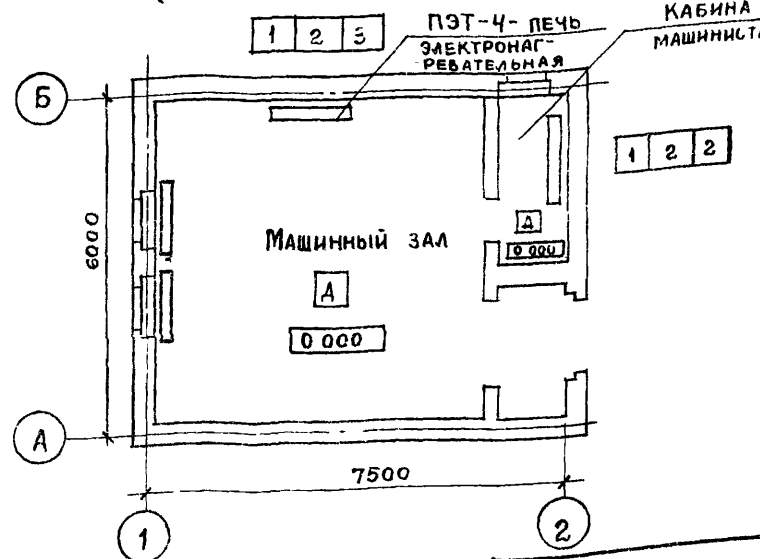 1 2 3
ПЭТ-4- ПЕЧЬ
ЭЛЕКТРОНАГ-
РЕВАТЕЛЬНАЯ
КАБИНА
МАШИНИСТА
Б
1 2 2
6000
МАШИННЫЙ ЗАЛ
Д
0.000
Д
0.000
А
7500
1
2